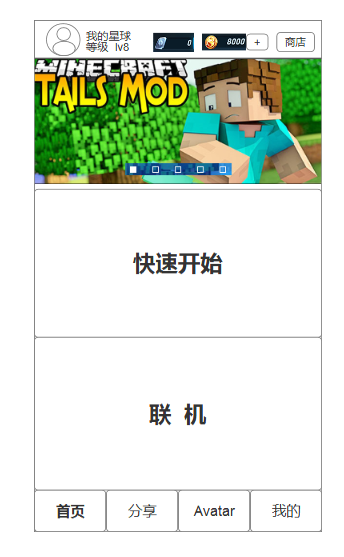 我的星球
等级 lv8
0
8000
+
商店
MINECRAFT
TAILS MOD
快速开始
联 机
首页
分享
Avatar
我的